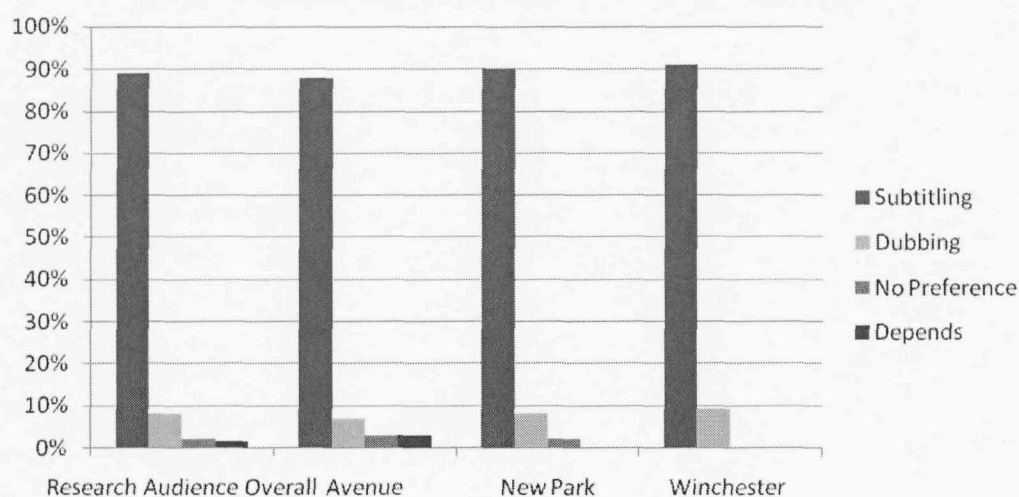 100%
90%
80%
70%
60%
50%
40%
30%
20%
10%
0%
Research Audience Overall Avenue New Park Winchester
Subtitling
Dubbing
No Preference
Depends